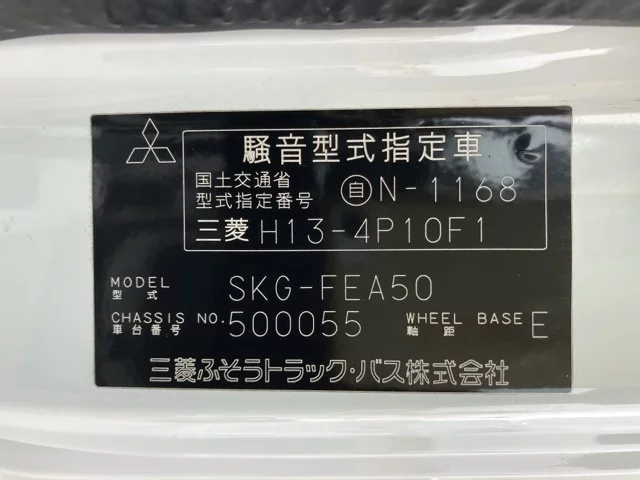 騒音型式指定車
国土交通省
型式指定番号 自N-1168
三菱 H13-4P10F1
MODEL
型式 SKG-FEA50
CHASSIS NO. 500055 WHEEL BASE E
車台番号 軸距
三菱ふそうトラック・バス株式会社